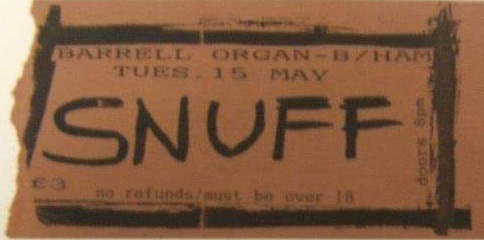 BARRELL ORGAN-B/HAM
TUES.15 MAY
SNUFF
doors 8pm
£3
no refunds/must be over 18